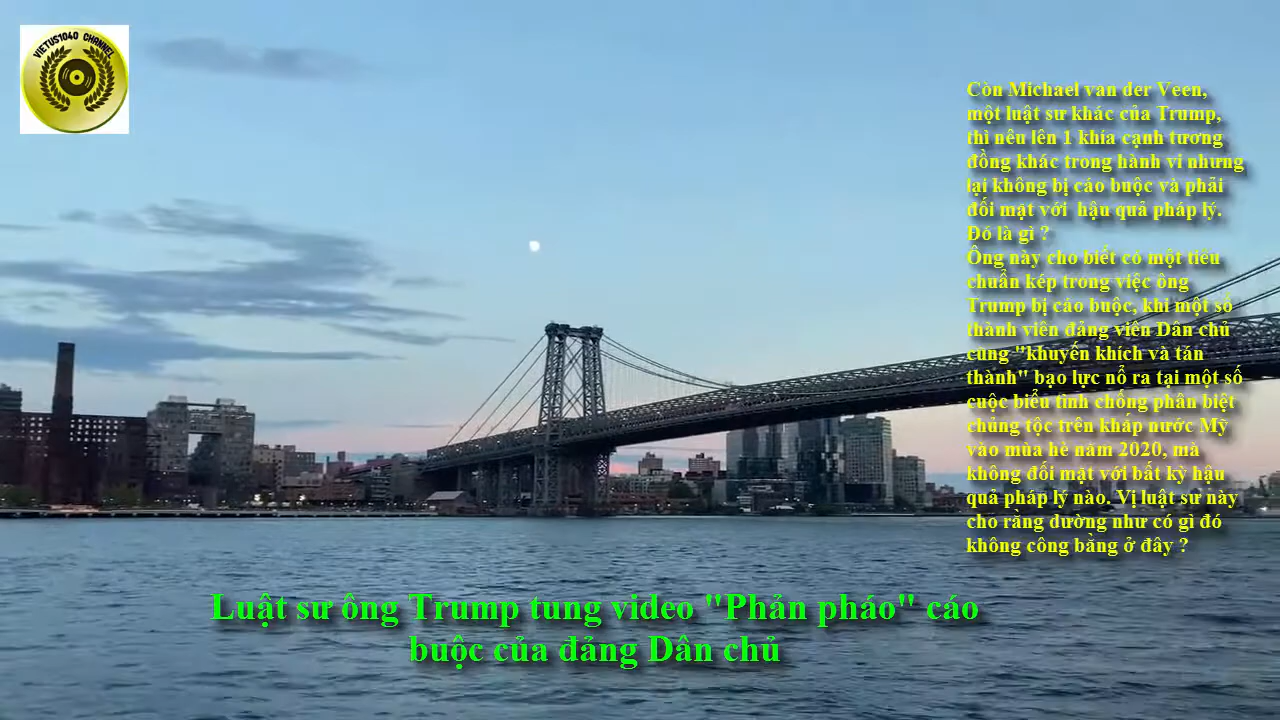 VIETUS1040 CHANNEL
Còn Michael van der Veen,
một luật sư khác của Trump,
thì nêu lên 1 khía cạnh tương
đồng khác trong hành vi nhưng
lại không bị cáo buộc và phải
đối mặt với  hậu quả pháp lý.
Đó là gì ?
Ông này cho biết có một tiêu
chuẩn kép trong việc ông
Trump bị cáo buộc, khi một số
thành viên đảng viên Dân chủ
cũng "khuyến khích và tán
thành" bạo lực nổ ra tại một số
cuộc biểu tình chống phân biệt
chủng tộc trên khắp nước Mỹ
vào mùa hè năm 2020, mà
không đối mặt với bất kỳ hậu
quả pháp lý nào. Vị luật sư này
cho rằng dường như có gì đó
không công bằng ở đây ?
Luật sư ông Trump tung video "Phản pháo" cáo
buộc của đảng Dân chủ